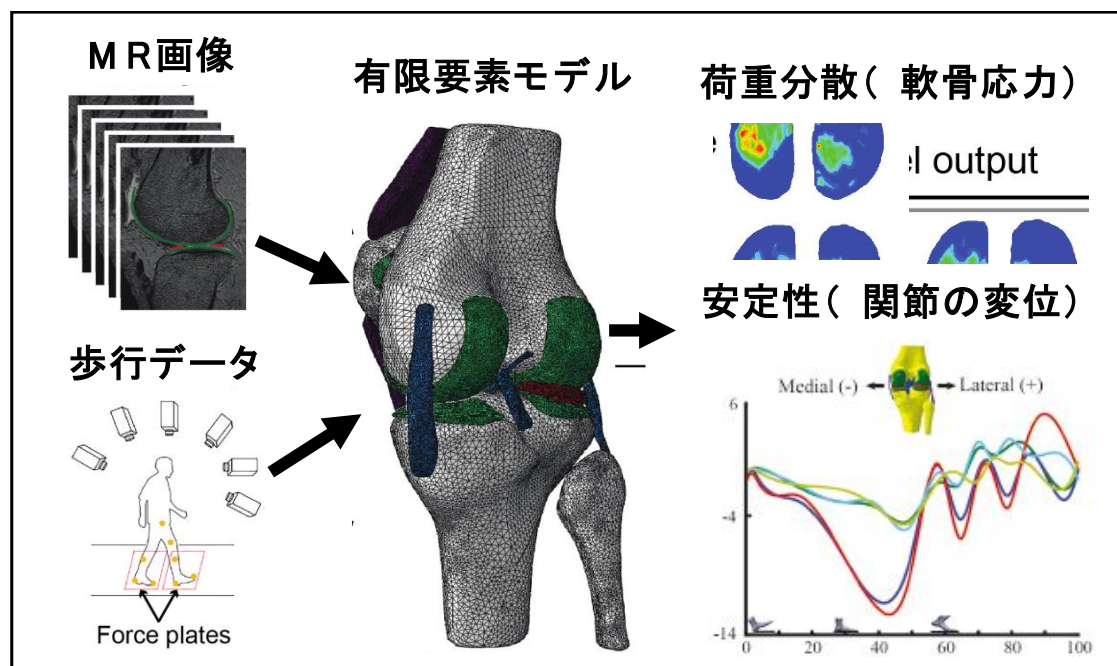 MR画像
歩行データ
Force plates
有限要素モデル
荷重分散( 軟骨応力)
el output
安定性( 関節の変位)
Medial (-)
Lateral (+)
6
-4
-14
0
20
40
60
80
100